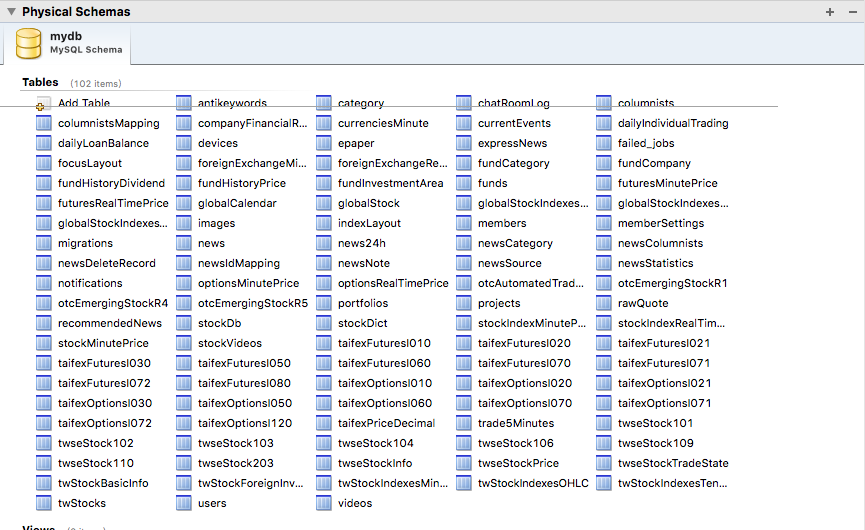 Physical Schemas
mydb
MySQL Schema
Tables (102 items)
Add Table antikeywords category chatRoomLog columnists
columnistsMapping companyFinancialR... currenciesMinute currentEvents dailyIndividualTrading
dailyLoanBalance devices epaper expressNews failed_jobs
focusLayout foreignExchangeMi... foreignExchangeRe... fundCategory fundCompany
fundHistoryDividend fundHistoryPrice fundInvestmentArea funds futuresMinutePrice
futuresRealTimePrice globalCalendar globalStock globalStockIndexes... globalStockIndexes...
globalStockIndexes... images indexLayout members memberSettings
migrations news news24h newsCategory newsColumnists
newsDeleteRecord newsIdMapping newsNote newsSource newsStatistics
notifications optionsMinutePrice optionsRealTimePrice otcAutomatedTrad... otcEmergingStockR1
otcEmergingStockR4 otcEmergingStockR5 portfolios projects rawQuote
recommendedNews stockDb stockDict stockIndexMinuteP... stockIndexRealTim...
stockMinutePrice stockVideos taifexFuturesI010 taifexFuturesI020 taifexFuturesI021
taifexFuturesI030 taifexFuturesI050 taifexFuturesI060 taifexFuturesI070 taifexFuturesI071
taifexFuturesI072 taifexFuturesI080 taifexOptionsI010 taifexOptionsI020 taifexOptionsI021
taifexOptionsI030 taifexOptionsI050 taifexOptionsI060 taifexOptionsI070 taifexOptionsI071
taifexOptionsI072 taifexOptionsI120 taifexPriceDecimal trade5Minutes twseStock101
twseStock102 twseStock103 twseStock104 twseStock106 twseStock109
twseStock110 twseStock203 twseStockInfo twseStockPrice twseStockTradeState
twStockBasicInfo twStockForeignInv... twStockIndexesMin... twStockIndexesOHLC twStockIndexesTen...
twStocks users videos